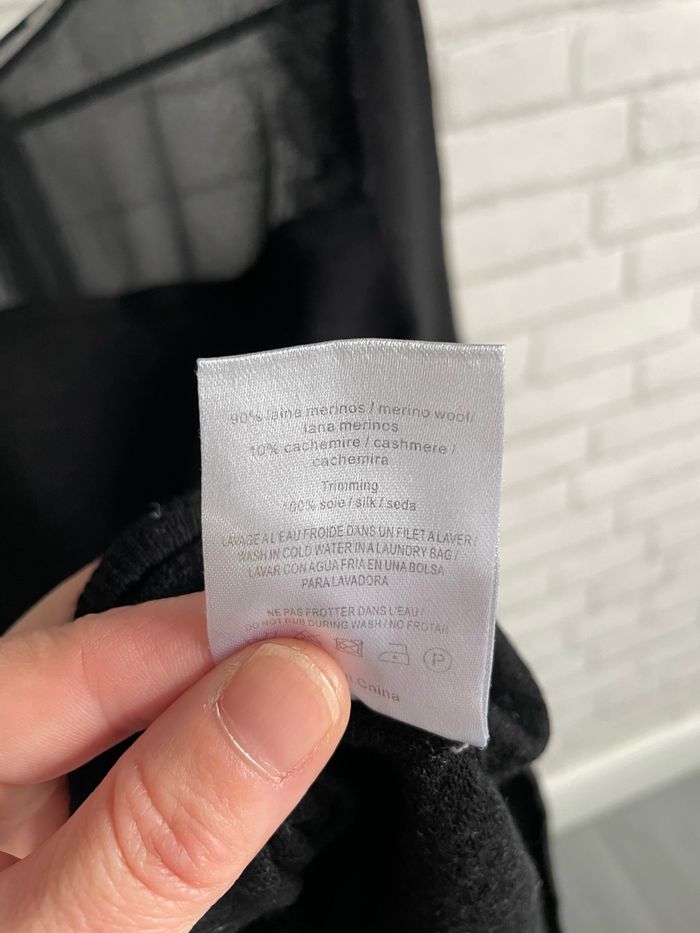 90% laine merinos / merino wool/
lana merinos
10% cachemire / cashmere /
cachemira
Trimming
100% soie / silk / seda
LAVAGE A L'EAU FROIDE DANS UN FILET A LAVER /
WASH IN COLD WATER IN A LAUNDRY BAG /
LAVAR CON AGUA FRIA EN UNA BOLSA
PARA LAVADORA
NE PAS FROTTER DANS L'EAU /
DO NOT RUB DURING WASH / NO FROTAR
P
China